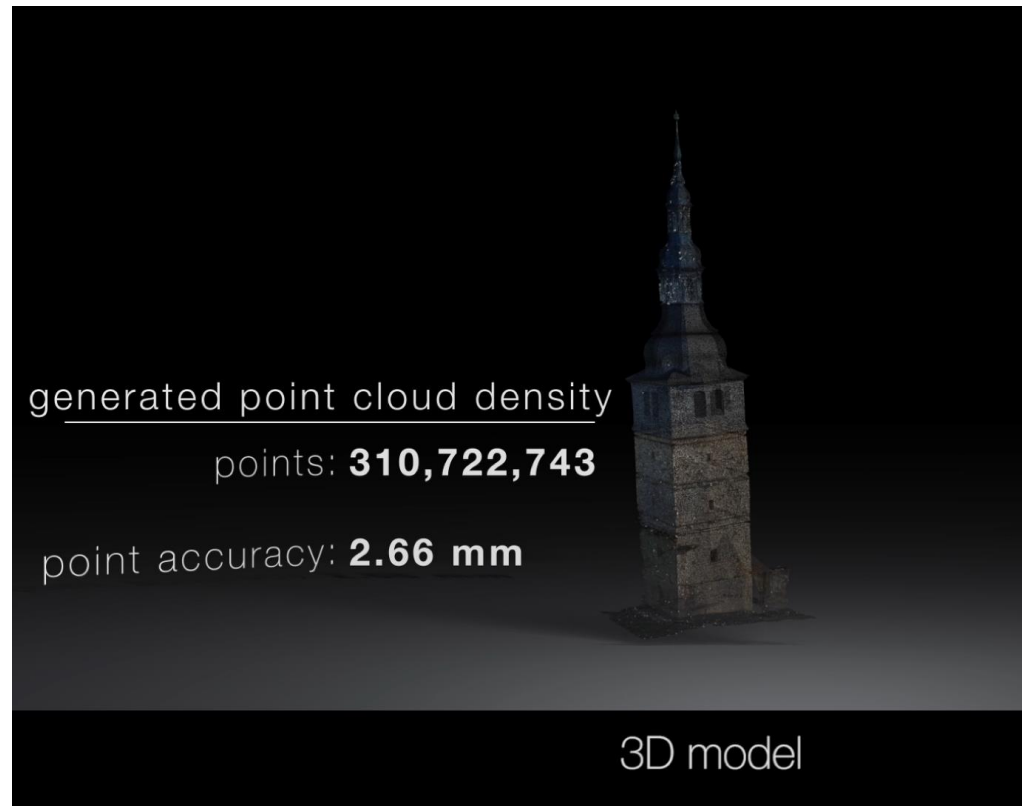 generated point cloud density
points: 310,722,743
point accuracy: 2.66 mm
3D model